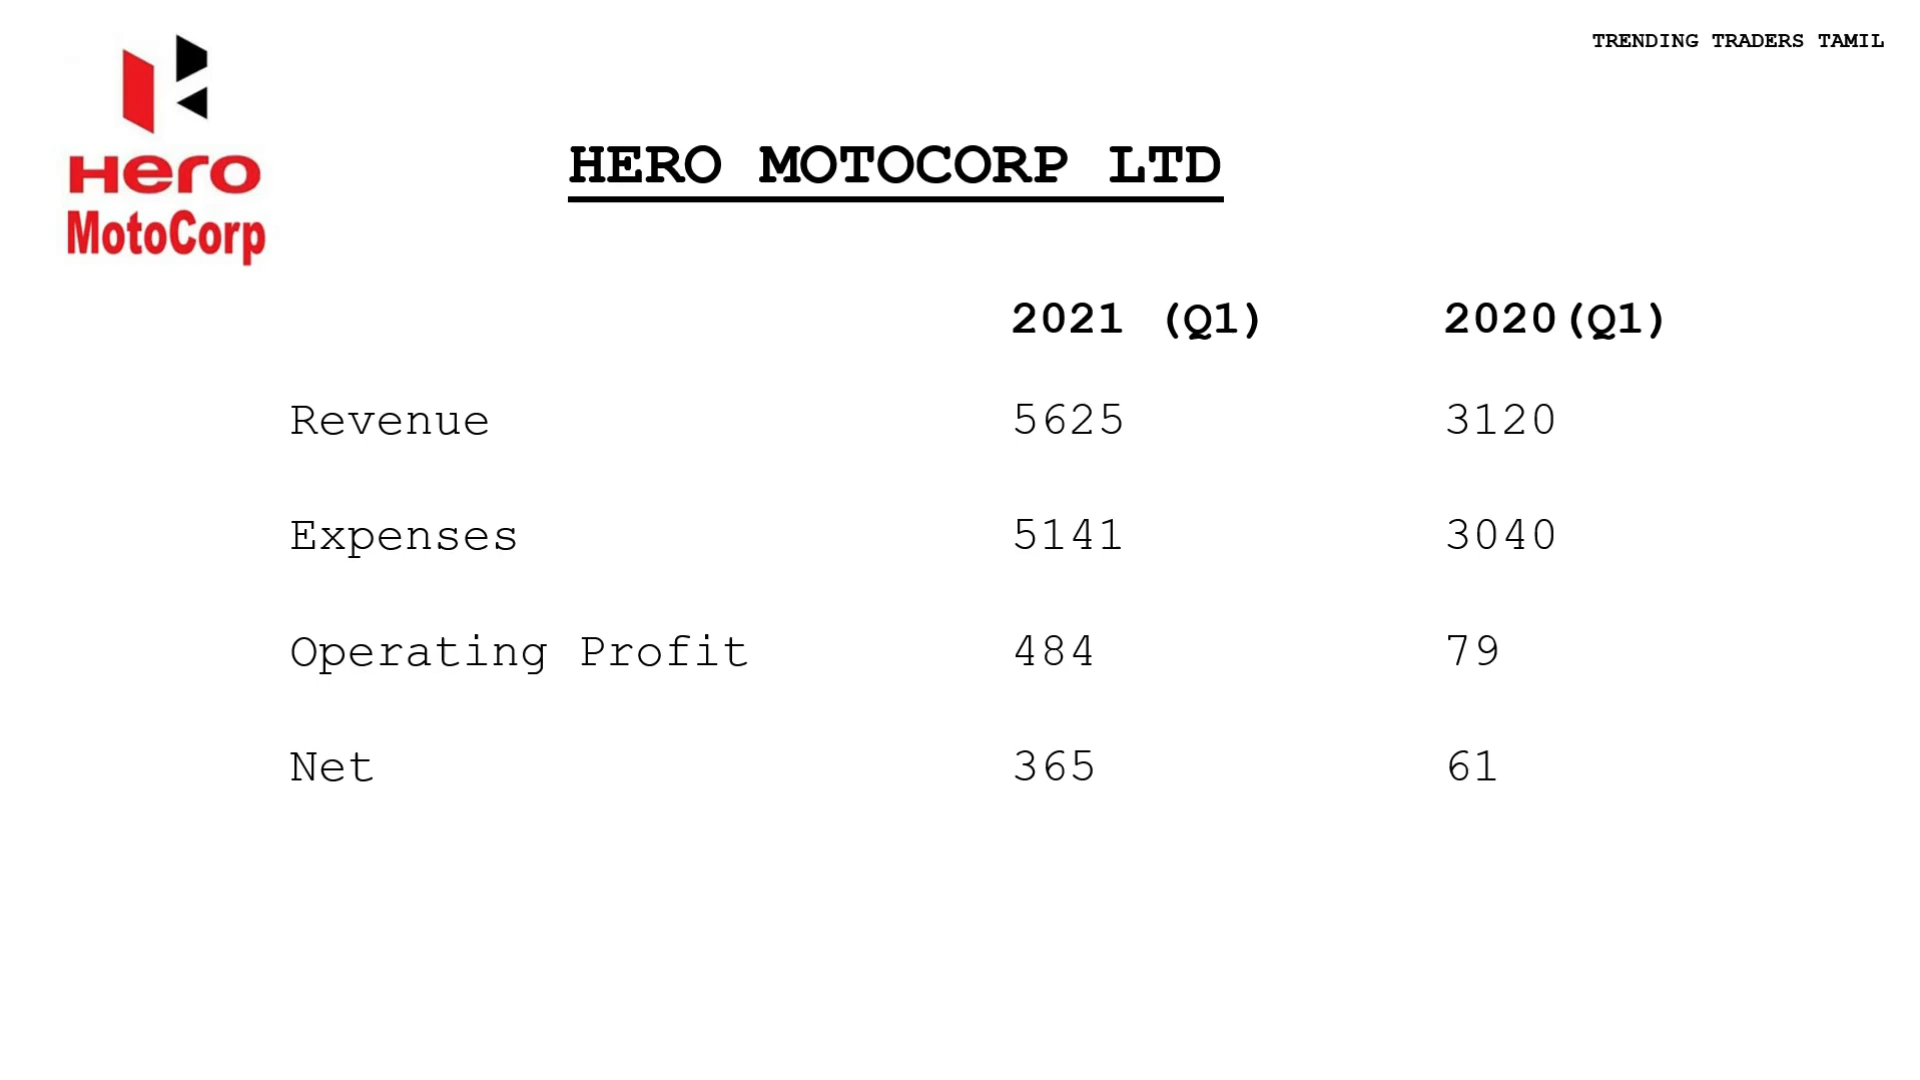 TRENDING TRADERS TAMIL
Hero
MotoCorp
HERO MOTOCORP LTD
2021 (Q1) 2020(Q1)
Revenue 5625 3120
Expenses 5141 3040
Operating Profit 484 79
Net 365 61